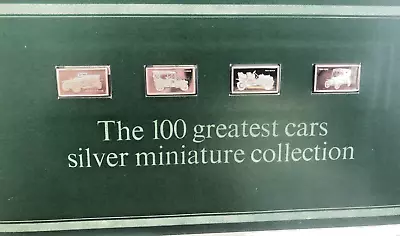 The 100 greatest cars
silver miniature collection